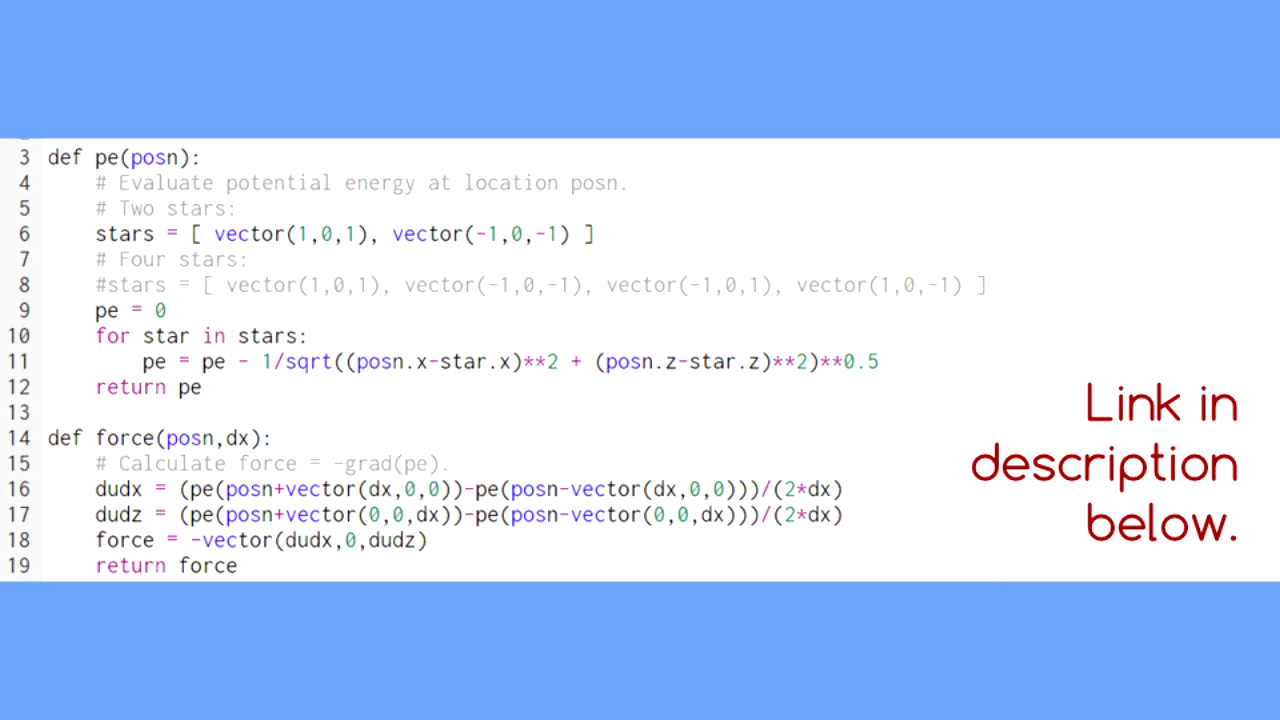 3 def pe(posn):
4     # Evaluate potential energy at location posn.
5     # Two stars:
6     stars = [ vector(1,0,1), vector(-1,0,-1) ]
7     # Four stars:
8     #stars = [ vector(1,0,1), vector(-1,0,-1), vector(-1,0,1), vector(1,0,-1) ]
9     pe = 0
10     for star in stars:
11         pe = pe - 1/sqrt((posn.x-star.x)**2 + (posn.z-star.z)**2)**0.5
12     return pe
13
14 def force(posn,dx):
15     # Calculate force = -grad(pe).
16     dudx = (pe(posn+vector(dx,0,0))-pe(posn-vector(dx,0,0)))/(2*dx)
17     dudz = (pe(posn+vector(0,0,dx))-pe(posn-vector(0,0,dx)))/(2*dx)
18     force = -vector(dudx,0,dudz)
19     return force
Link in
description
below.